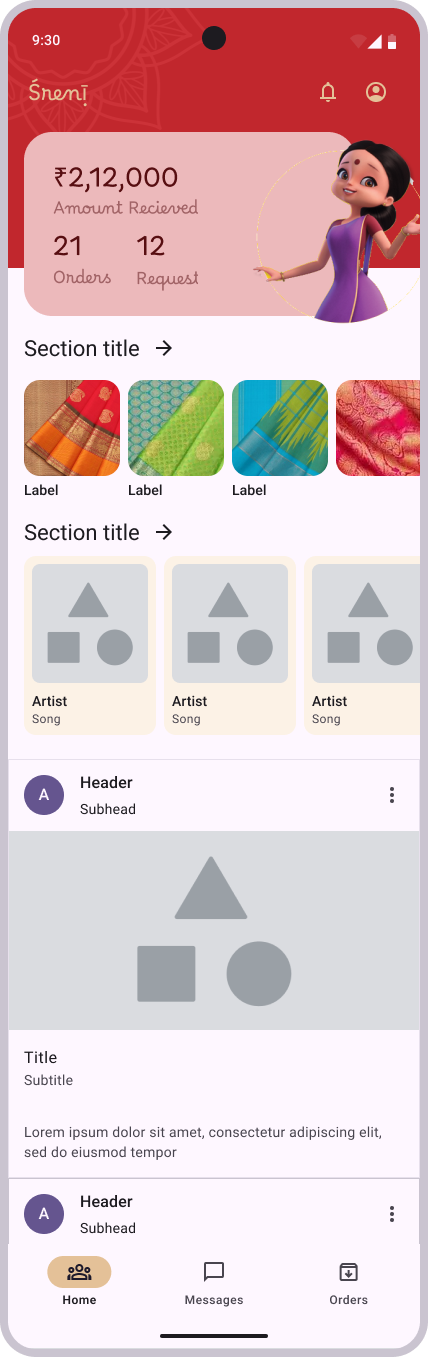 9:30
Śreṇī
₹2,12,000
Amount Recieved
21 12
Orders Request
Section title
Label Label Label
Section title
Artist Artist Artist
Song Song Song
A Header
Subhead
Title
Subtitle
Lorem ipsum dolor sit amet, consectetur adipiscing elit,
sed do eiusmod tempor
A Header
Subhead
Home Messages Orders